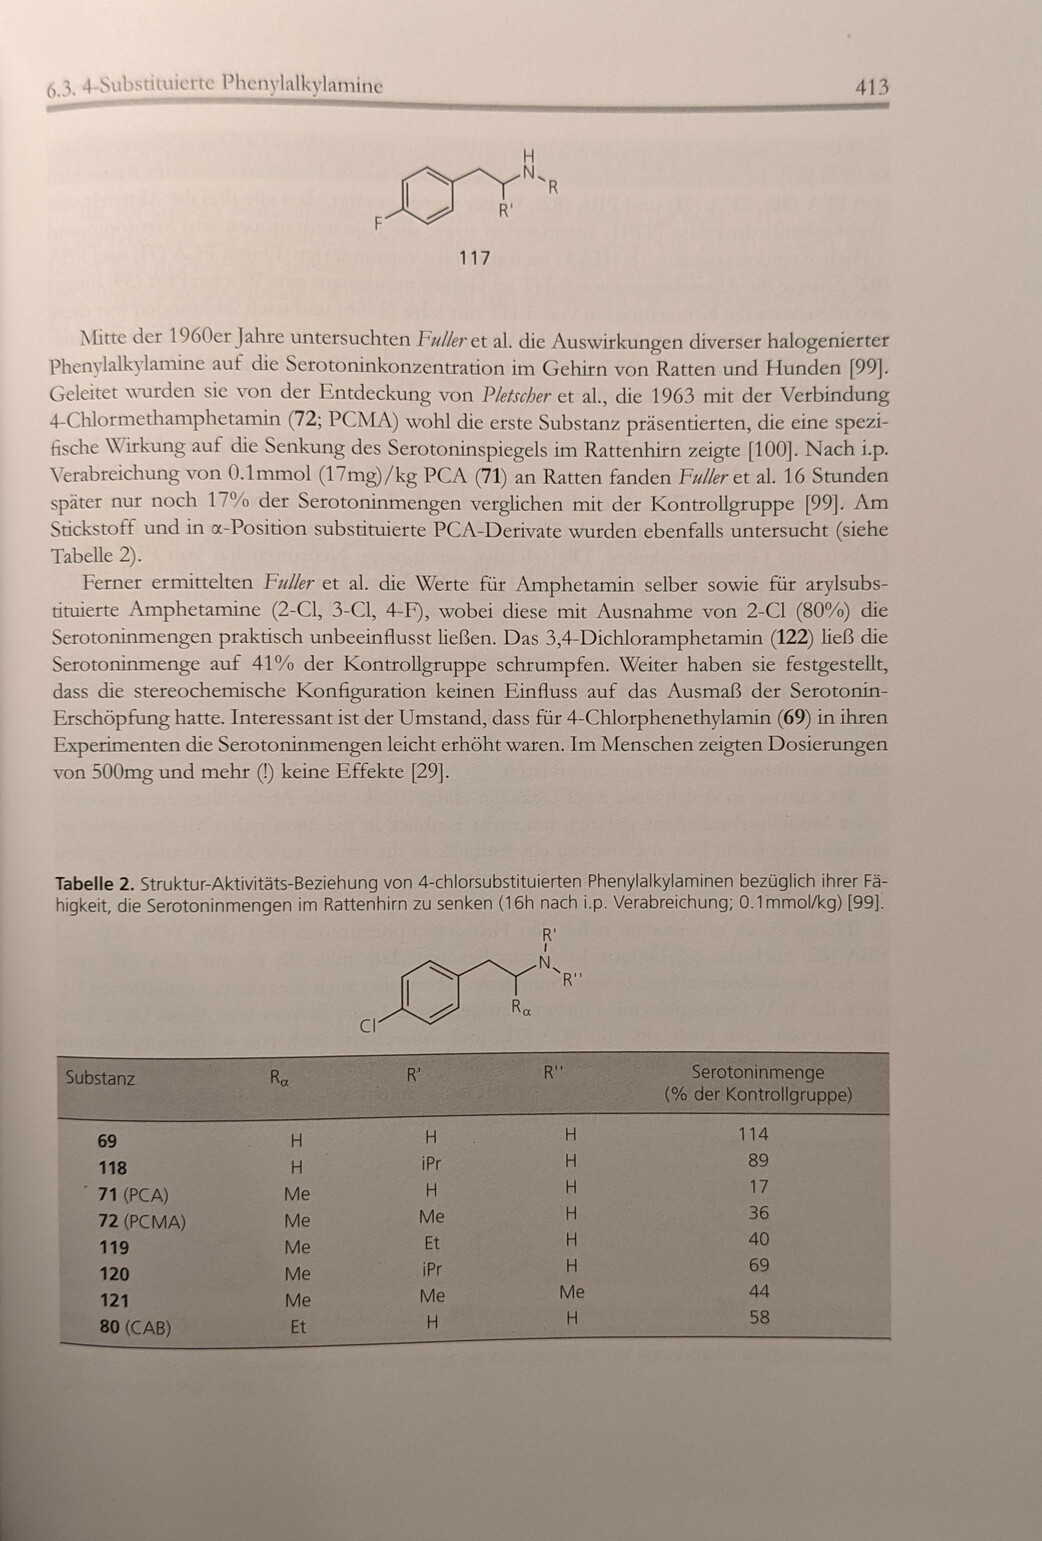 6.3. 4-Substituierte Phenylalkylamine 413
H
N
R
R'
F
117
Mitte der 1960er Jahre untersuchten Fuller et al. die Auswirkungen diverser halogenierter
Phenylalkylamine auf die Serotoninkonzentration im Gehirn von Ratten und Hunden [99].
Geleitet wurden sie von der Entdeckung von Pletscher et al., die 1963 mit der Verbindung
4-Chlormethamphetamin (72; PCMA) wohl die erste Substanz präsentierten, die eine spezi-
fische Wirkung auf die Senkung des Serotoninspiegels im Rattenhirn zeigte [100]. Nach i.p.
Verabreichung von 0.1mmol (17mg)/kg PCA (71) an Ratten fanden Fuller et al. 16 Stunden
später nur noch 17% der Serotoninmengen verglichen mit der Kontrollgruppe [99]. Am
Stickstoff und in α-Position substituierte PCA-Derivate wurden ebenfalls untersucht (siehe
Tabelle 2).
Ferner ermittelten Fuller et al. die Werte für Amphetamin selber sowie für arylsubs-
tituierte Amphetamine (2-Cl, 3-Cl, 4-F), wobei diese mit Ausnahme von 2-Cl (80%) die
Serotoninmengen praktisch unbeeinflusst ließen. Das 3,4-Dichloramphetamin (122) ließ die
Serotoninmenge auf 41% der Kontrollgruppe schrumpfen. Weiter haben sie festgestellt,
dass die stereochemische Konfiguration keinen Einfluss auf das Ausmaß der Serotonin-
Erschöpfung hatte. Interessant ist der Umstand, dass für 4-Chlorphenethylamin (69) in ihren
Experimenten die Serotoninmengen leicht erhöht waren. Im Menschen zeigten Dosierungen
von 500mg und mehr (!) keine Effekte [29].
Tabelle 2. Struktur-Aktivitäts-Beziehung von 4-chlorsubstituierten Phenylalkylaminen bezüglich ihrer Fä-
higkeit, die Serotoninmengen im Rattenhirn zu senken (16h nach i.p. Verabreichung; 0.1mmol/kg) [99].
R'
N
R''
Rα
Cl
Substanz Rα R' R'' Serotoninmenge
(% der Kontrollgruppe)
69 H H H 114
118 H iPr H 89
71 (PCA) Me H H 17
72 (PCMA) Me Me H 36
119 Me Et H 40
120 Me iPr H 69
121 Me Me Me 44
80 (CAB) Et H H 58